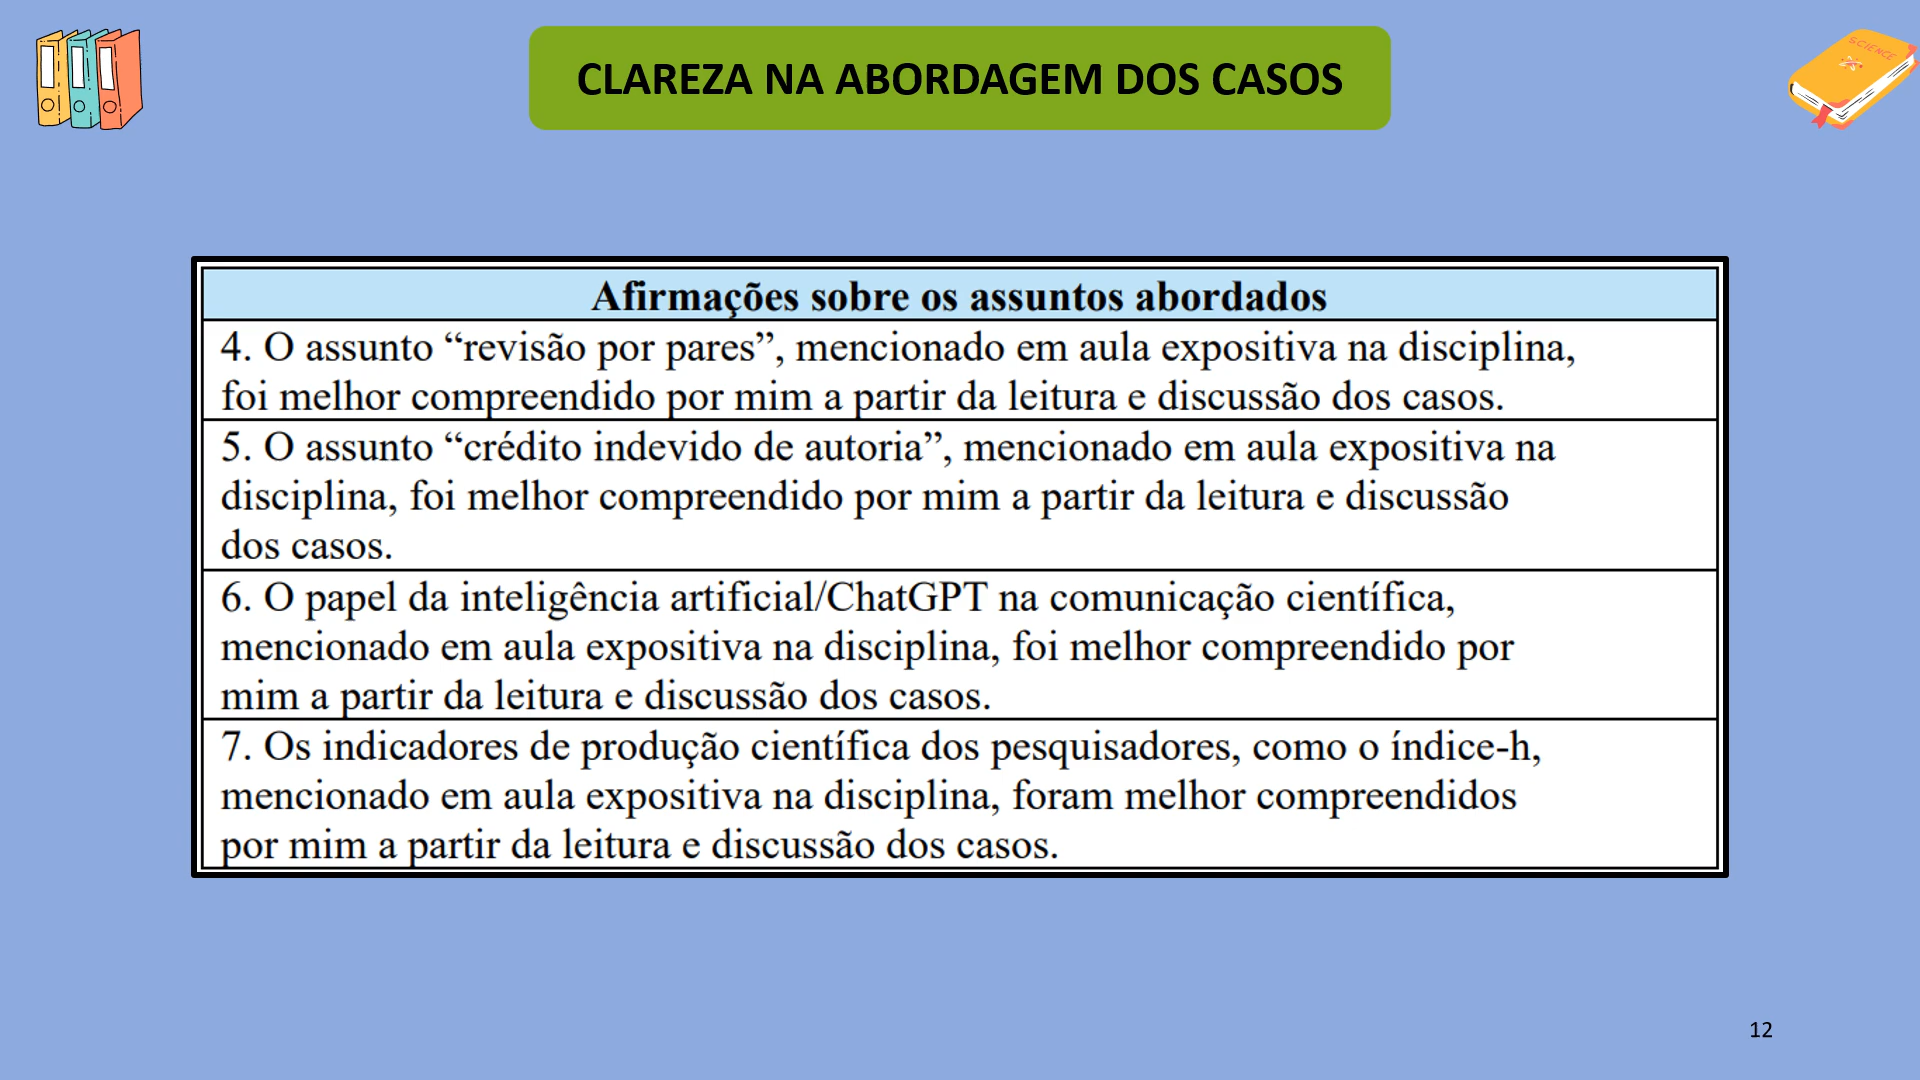 CLAREZA NA ABORDAGEM DOS CASOS
SCIENCE
Afirmações sobre os assuntos abordados
4. O assunto “revisão por pares”, mencionado em aula expositiva na disciplina,
foi melhor compreendido por mim a partir da leitura e discussão dos casos.
5. O assunto “crédito indevido de autoria”, mencionado em aula expositiva na
disciplina, foi melhor compreendido por mim a partir da leitura e discussão
dos casos.
6. O papel da inteligência artificial/ChatGPT na comunicação científica,
mencionado em aula expositiva na disciplina, foi melhor compreendido por
mim a partir da leitura e discussão dos casos.
7. Os indicadores de produção científica dos pesquisadores, como o índice-h,
mencionado em aula expositiva na disciplina, foram melhor compreendidos
por mim a partir da leitura e discussão dos casos.
12